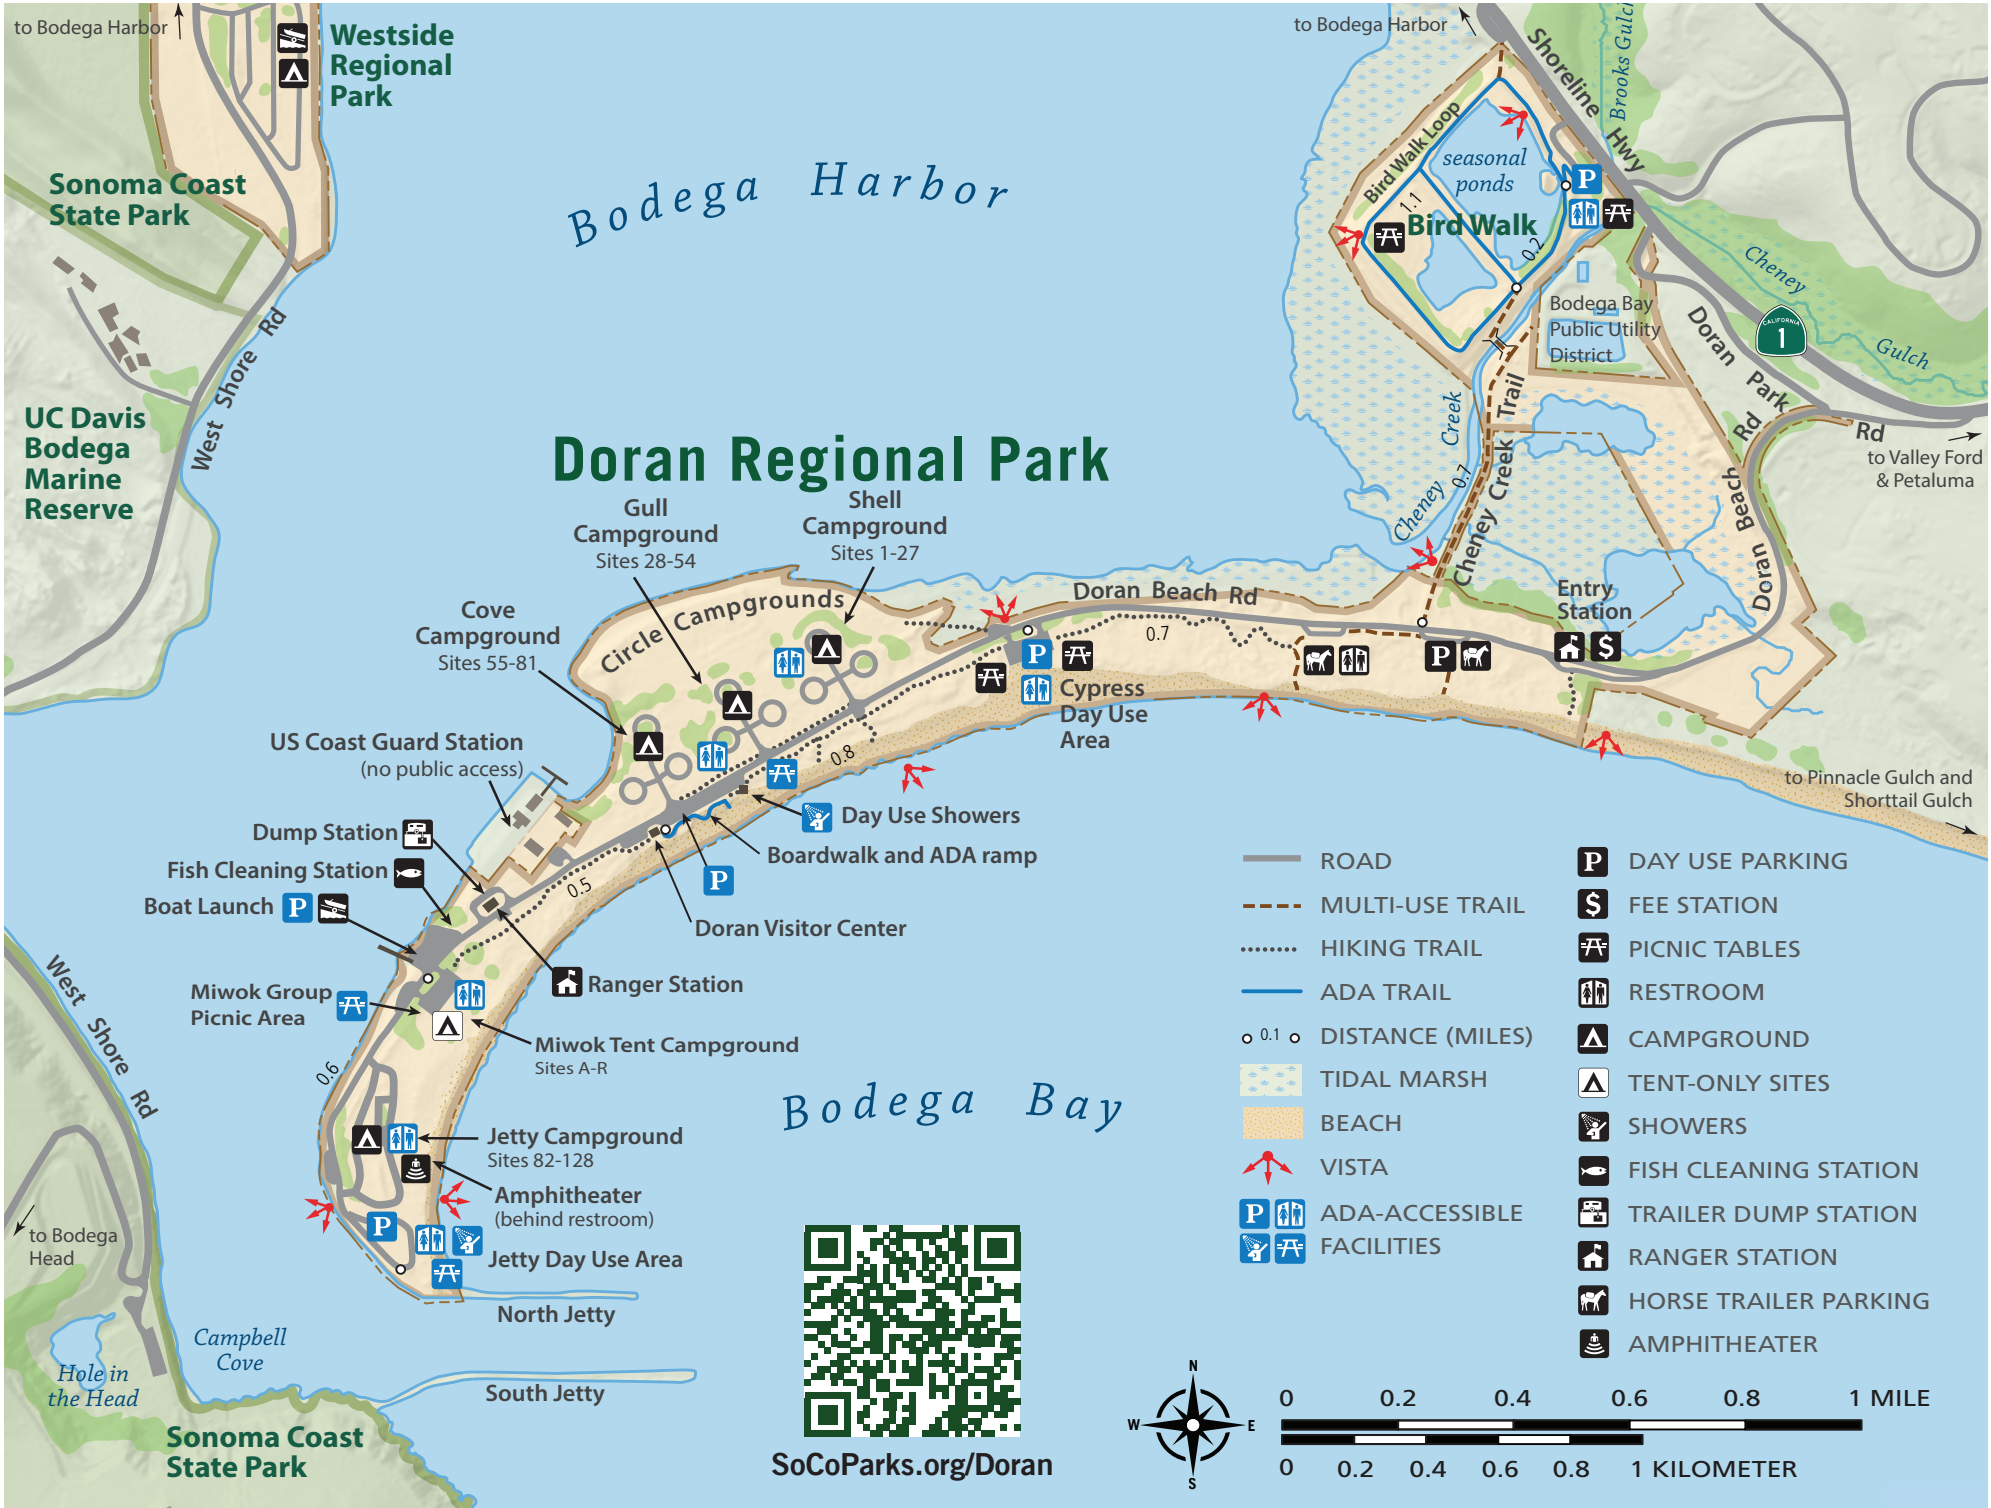 to Bodega Harbor
Westside
Regional
Park
Sonoma Coast
State Park
West Shore Rd
UC Davis
Bodega
Marine
Reserve
Bodega Harbor
to Bodega Harbor
Shoreline Hwy
Brooks Gulch
Bird Walk Loop
1.1
seasonal
ponds
P
Bird Walk
0.2
Bodega Bay
Public Utility
District
Cheney
Gulch
CALIFORNIA
1
Doran Park Rd
to Valley Ford
& Petaluma
Doran Beach Rd
Cheney Creek
0.7
Cheney Creek Trail
Doran Regional Park
Gull
Campground
Sites 28-54
Shell
Campground
Sites 1-27
Cove
Campground
Sites 55-81
Circle Campgrounds
Doran Beach Rd
0.7
Entry
Station
$
P
P
Cypress
Day Use
Area
0.8
to Pinnacle Gulch and
Shorttail Gulch
US Coast Guard Station
(no public access)
Dump Station
Fish Cleaning Station
Boat Launch P
Day Use Showers
Boardwalk and ADA ramp
P
0.5
Doran Visitor Center
Ranger Station
Miwok Group
Picnic Area
Miwok Tent Campground
Sites A-R
West Shore Rd
0.6
Bodega Bay
Jetty Campground
Sites 82-128
Amphitheater
(behind restroom)
P
Jetty Day Use Area
North Jetty
South Jetty
to Bodega
Head
Campbell
Cove
Hole in
the Head
Sonoma Coast
State Park
SoCoParks.org/Doran
ROAD
MULTI-USE TRAIL
HIKING TRAIL
ADA TRAIL
0.1 DISTANCE (MILES)
TIDAL MARSH
BEACH
VISTA
P ADA-ACCESSIBLE
FACILITIES
P DAY USE PARKING
$ FEE STATION
PICNIC TABLES
RESTROOM
CAMPGROUND
TENT-ONLY SITES
SHOWERS
FISH CLEANING STATION
TRAILER DUMP STATION
RANGER STATION
HORSE TRAILER PARKING
AMPHITHEATER
N
W E
S
0 0.2 0.4 0.6 0.8 1 MILE
0 0.2 0.4 0.6 0.8 1 KILOMETER